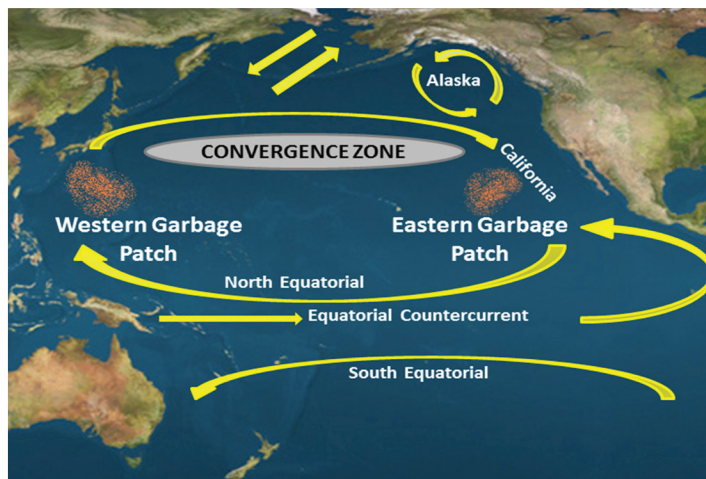 Alaska
CONVERGENCE ZONE
California
Western Garbage
Patch
Eastern Garbage
Patch
North Equatorial
Equatorial Countercurrent
South Equatorial